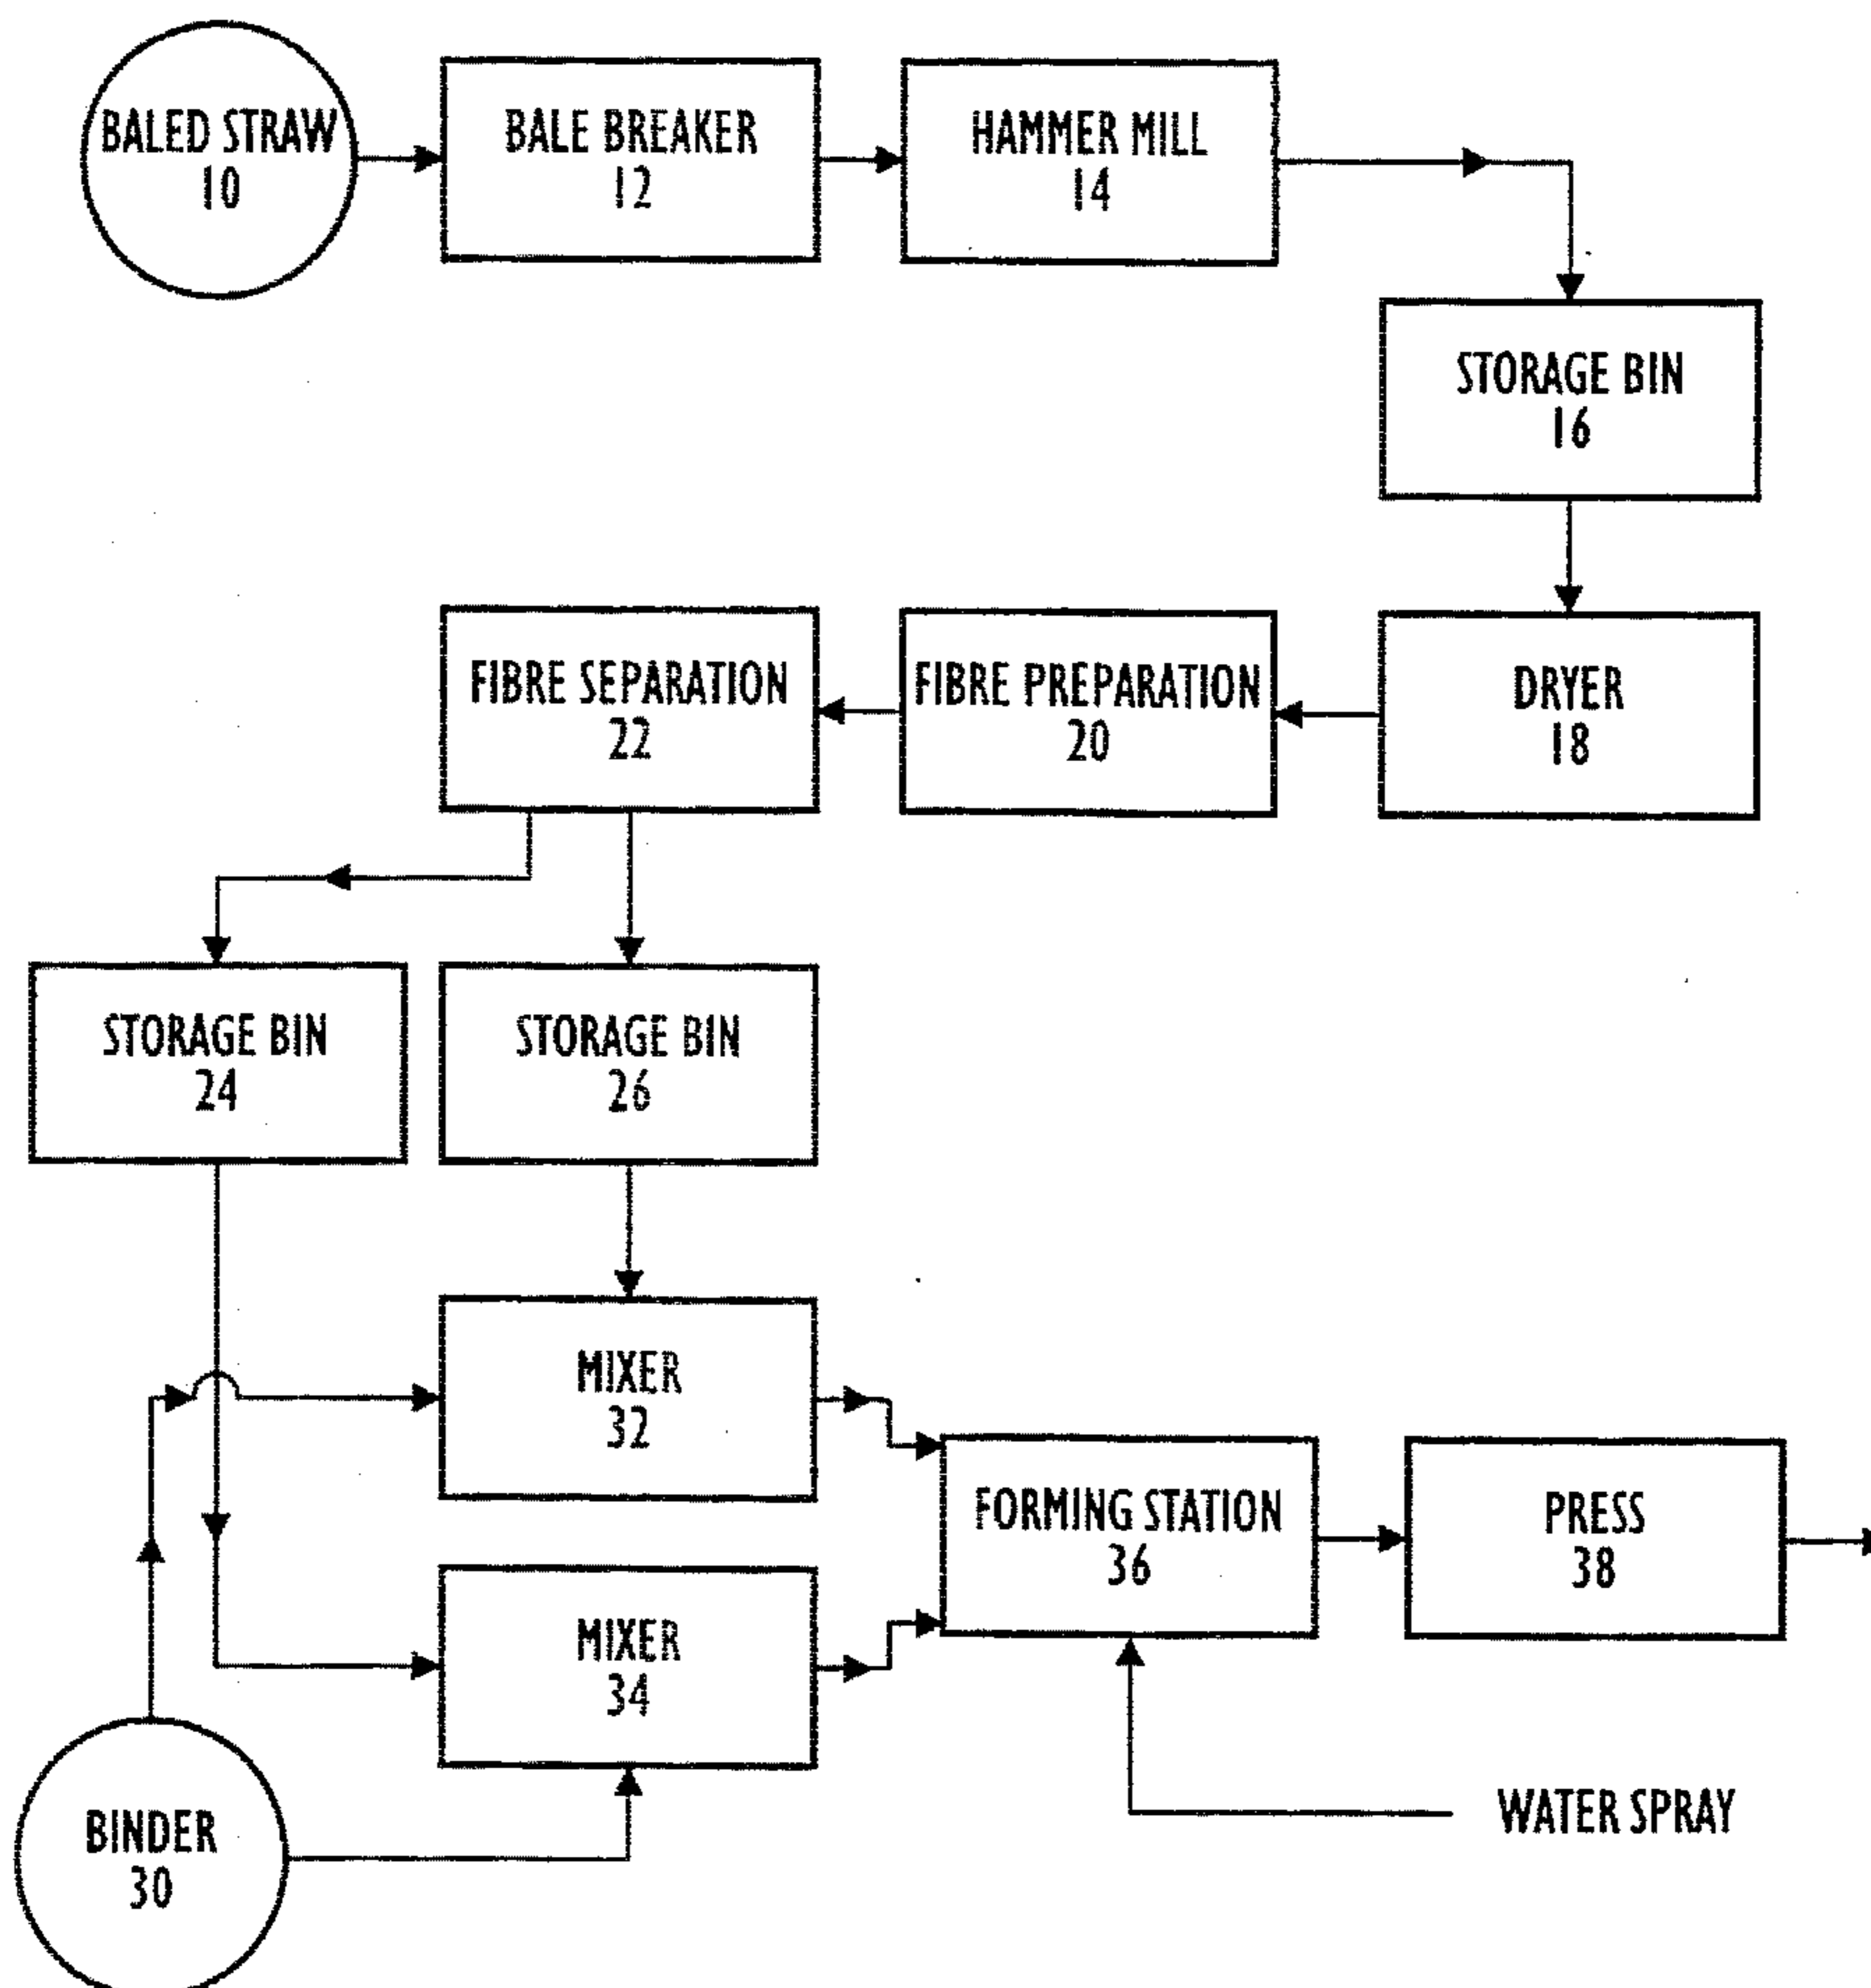 BALED STRAW
10
BALE BREAKER
12
HAMMER MILL
14
STORAGE BIN
16
DRYER
18
FIBRE PREPARATION
20
FIBRE SEPARATION
22
STORAGE BIN
24
STORAGE BIN
26
MIXER
32
MIXER
34
FORMING STATION
36
PRESS
38
BINDER
30
WATER SPRAY